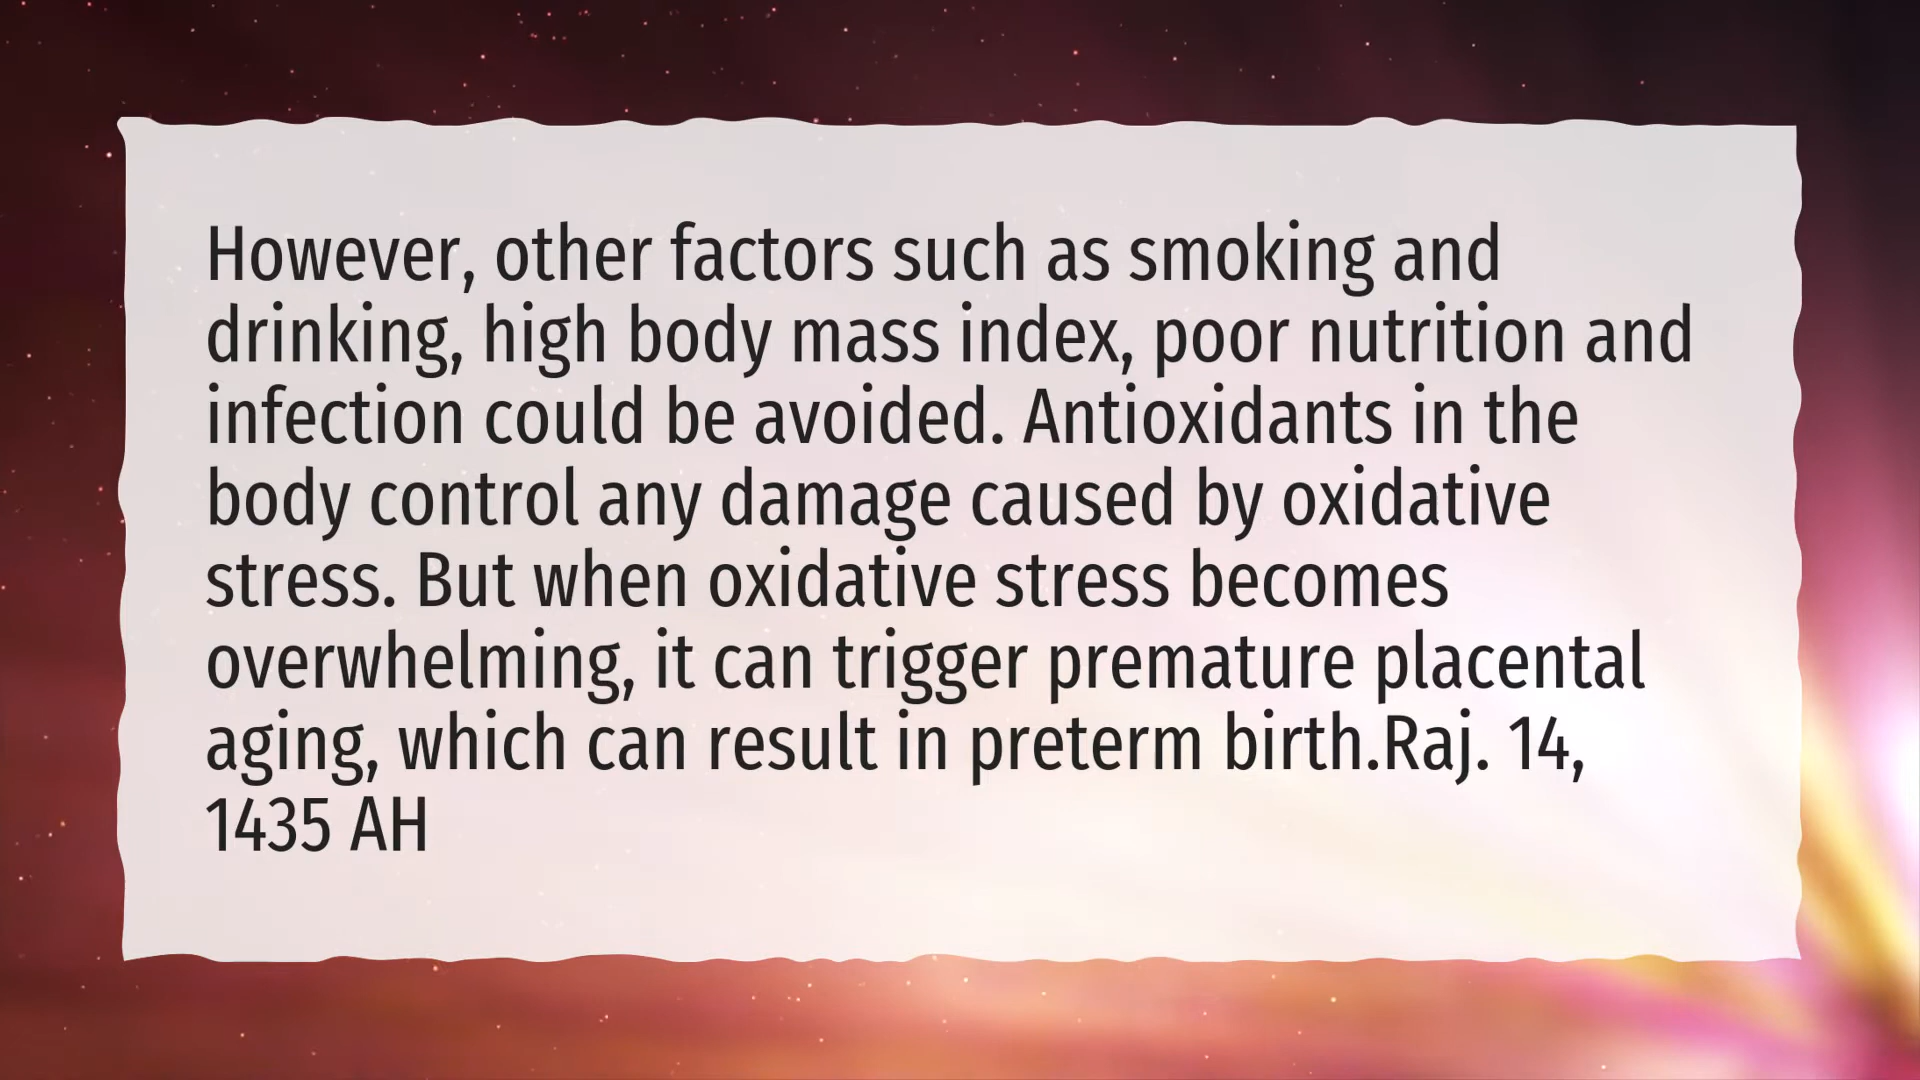 However, other factors such as smoking and
drinking, high body mass index, poor nutrition and
infection could be avoided. Antioxidants in the
body control any damage caused by oxidative
stress. But when oxidative stress becomes
overwhelming, it can trigger premature placental
aging, which can result in preterm birth.Raj. 14,
1435 AH